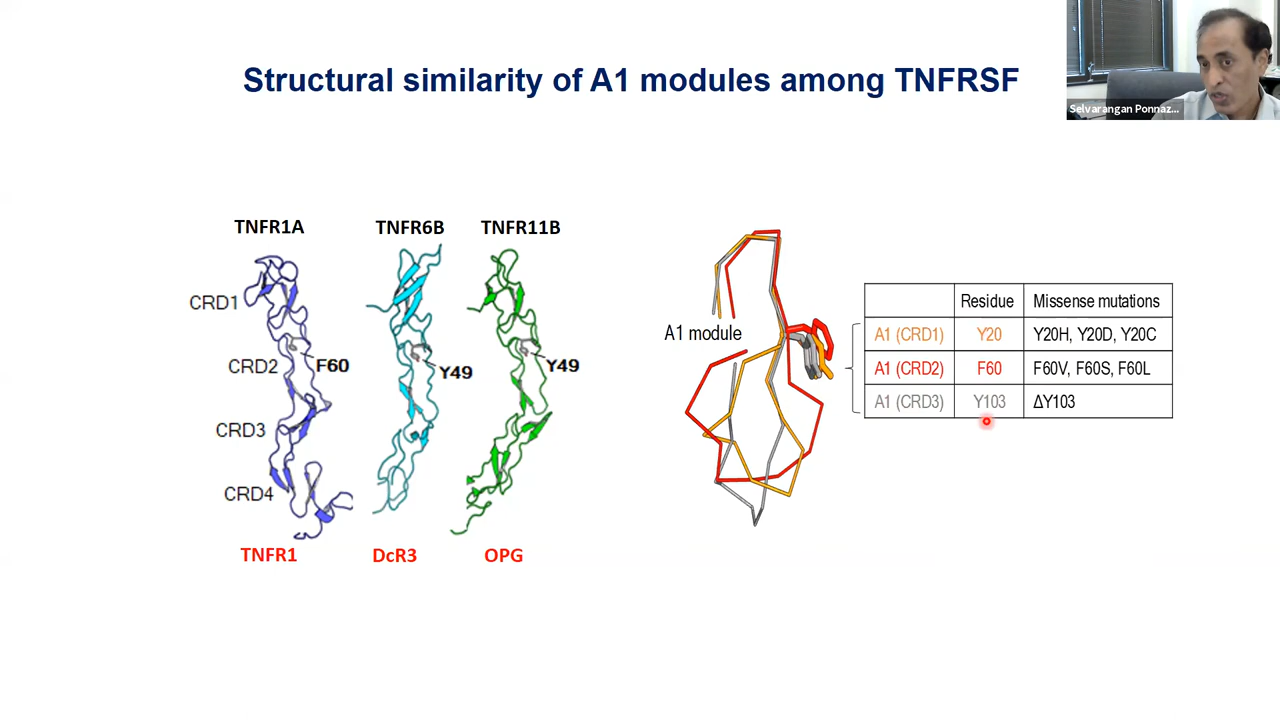 Structural similarity of A1 modules among TNFRSF
Selvarangan Ponnaz...
TNFR1A TNFR6B TNFR11B
CRD1
CRD2
F60
Y49
Y49
CRD3
CRD4
TNFR1 DcR3 OPG
A1 module
Residue Missense mutations
A1 (CRD1) Y20 Y20H, Y20D, Y20C
A1 (CRD2) F60 F60V, F60S, F60L
A1 (CRD3) Y103 ΔY103